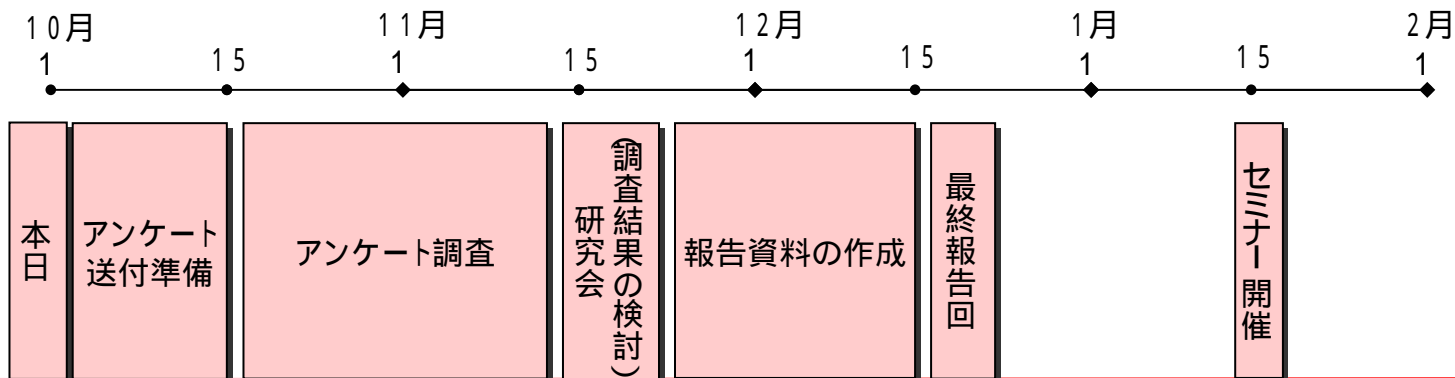 10月
11月
12月
1月
2月
1
15
1
15
1
15
1
15
1
本日
アンケート
送付準備
アンケート調査
研究会
(調査結果の検討)
報告資料の作成
最終報告回
セミナー開催